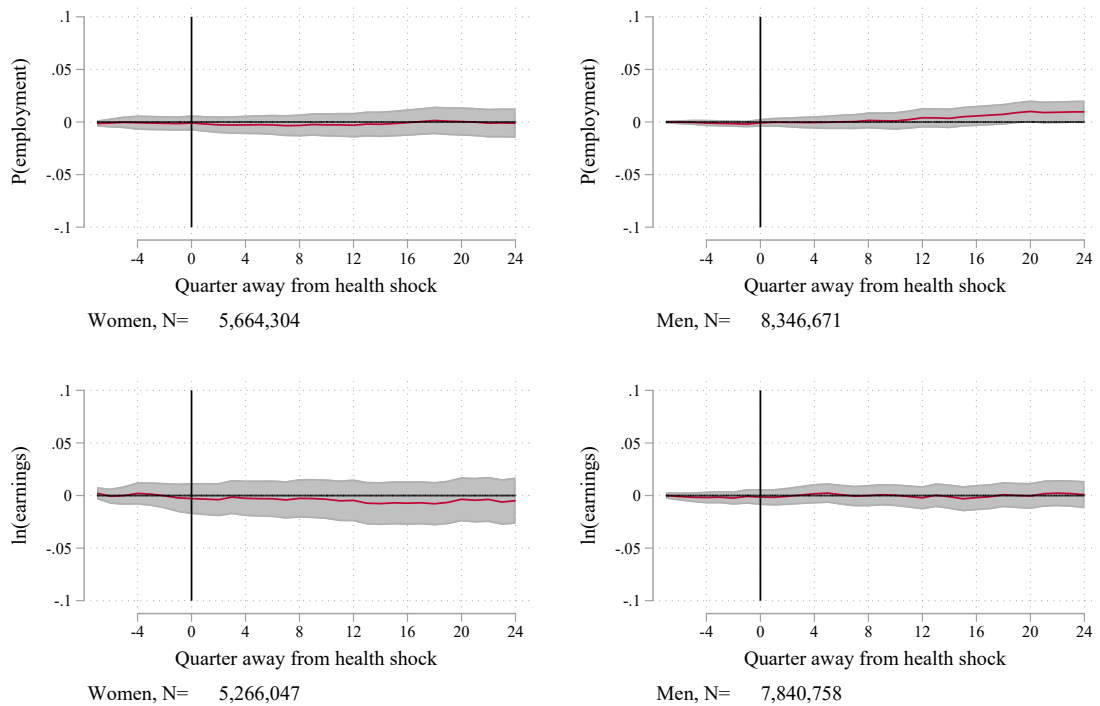 P(employment)
.1
.05
0
-.05
-.1
-4 0 4 8 12 16 20 24
Quarter away from health shock
Women, N= 5,664,304
P(employment)
.1
.05
0
-.05
-.1
-4 0 4 8 12 16 20 24
Quarter away from health shock
Men, N= 8,346,671
ln(earnings)
.1
.05
0
-.05
-.1
-4 0 4 8 12 16 20 24
Quarter away from health shock
Women, N= 5,266,047
ln(earnings)
.1
.05
0
-.05
-.1
-4 0 4 8 12 16 20 24
Quarter away from health shock
Men, N= 7,840,758